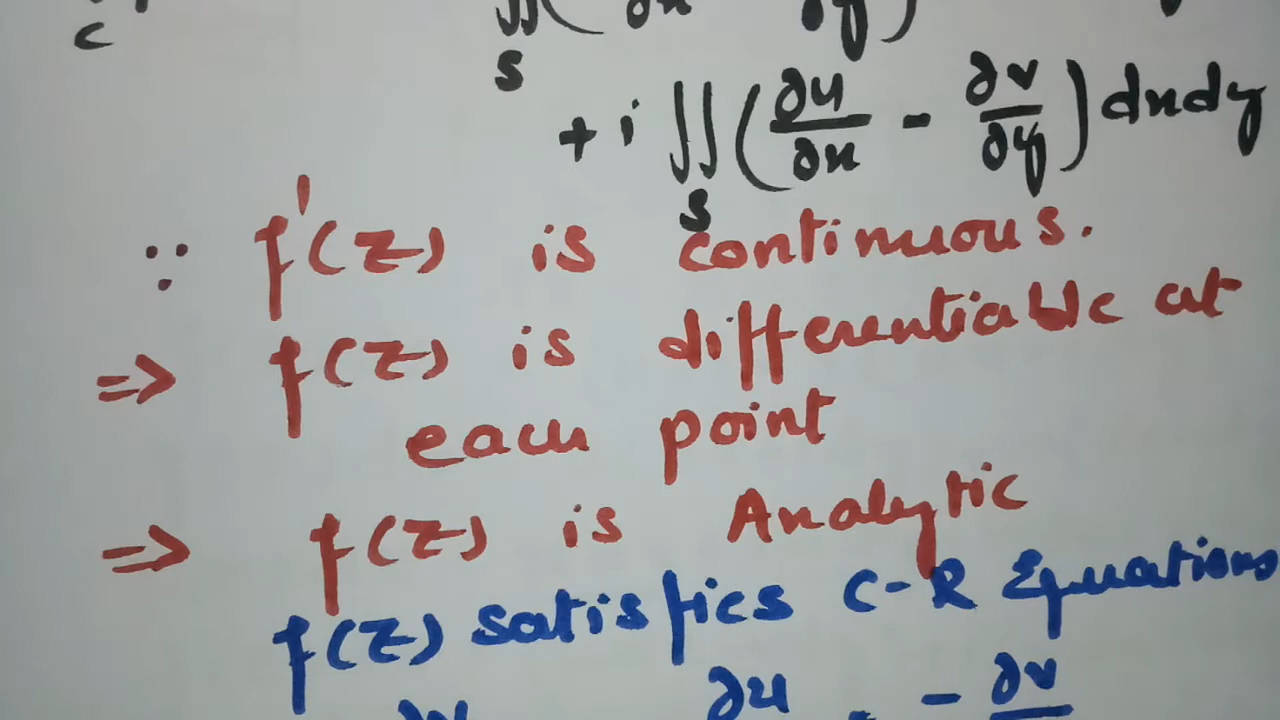 c ∬ ( ∂x ∂y )
S
+ i ∬ ( ∂u/∂x - ∂v/∂y ) dxdy
S
∵ f'(z) is continuous.
⇒ f(z) is differentiable at
each point
⇒ f(z) is Analytic
f(z) satisfies C-R Equations
∂u - ∂v